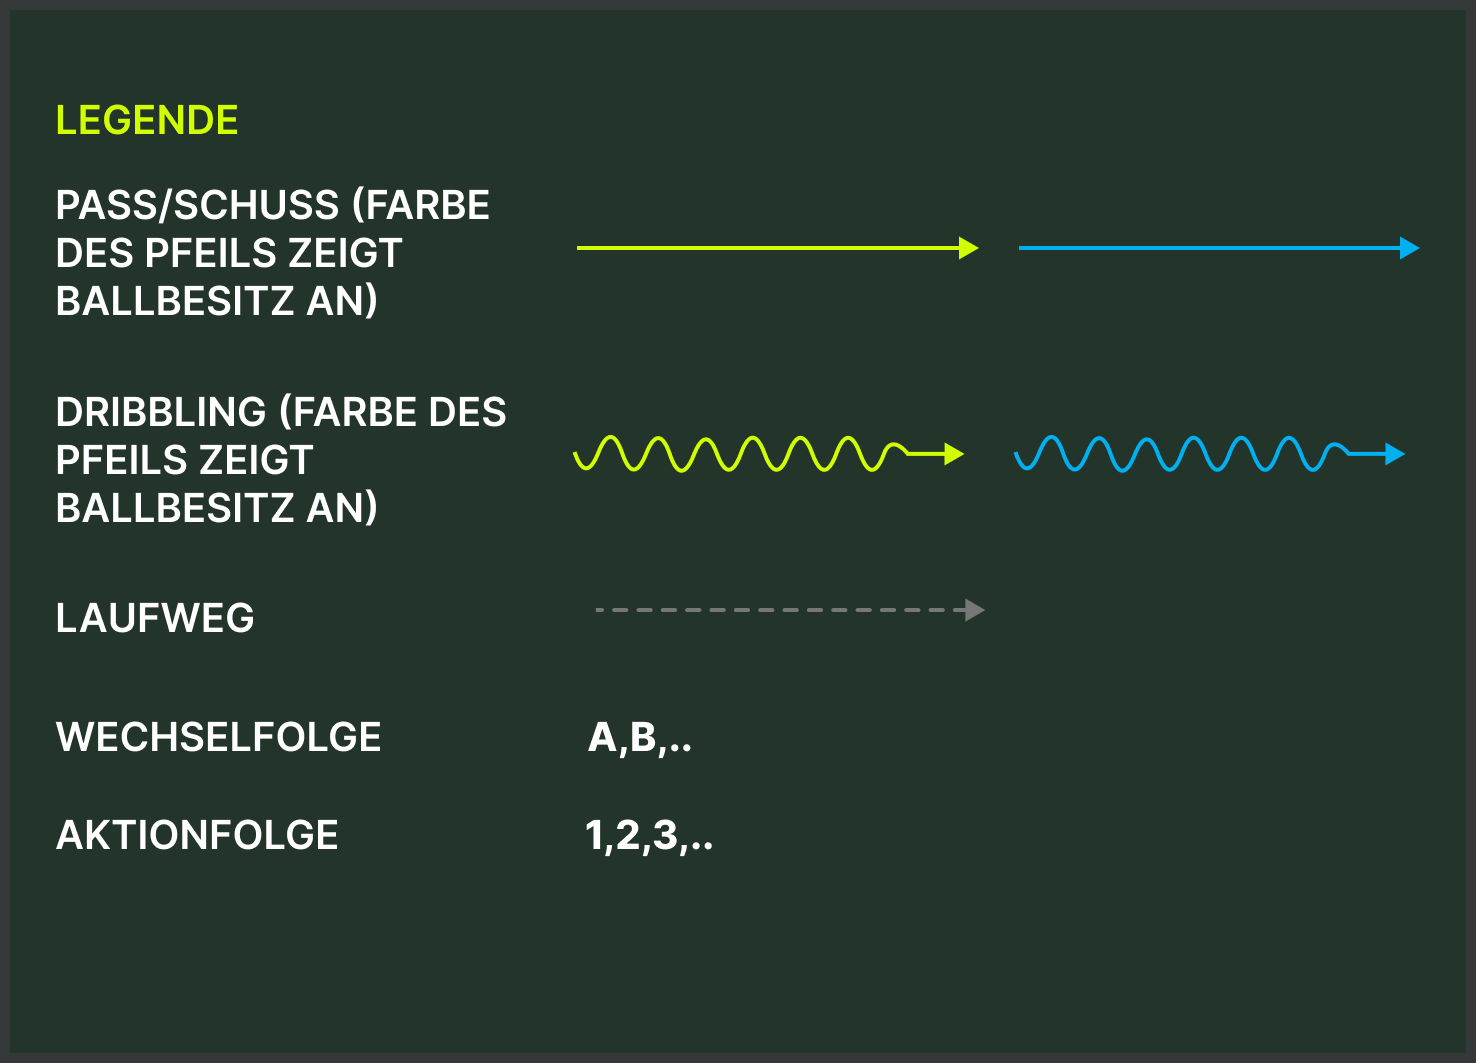 LEGENDE
PASS/SCHUSS (FARBE
DES PFEILS ZEIGT
BALLBESITZ AN)
DRIBBLING (FARBE DES
PFEILS ZEIGT
BALLBESITZ AN)
LAUFWEG
WECHSELFOLGE A,B,..
AKTIONFOLGE 1,2,3,..